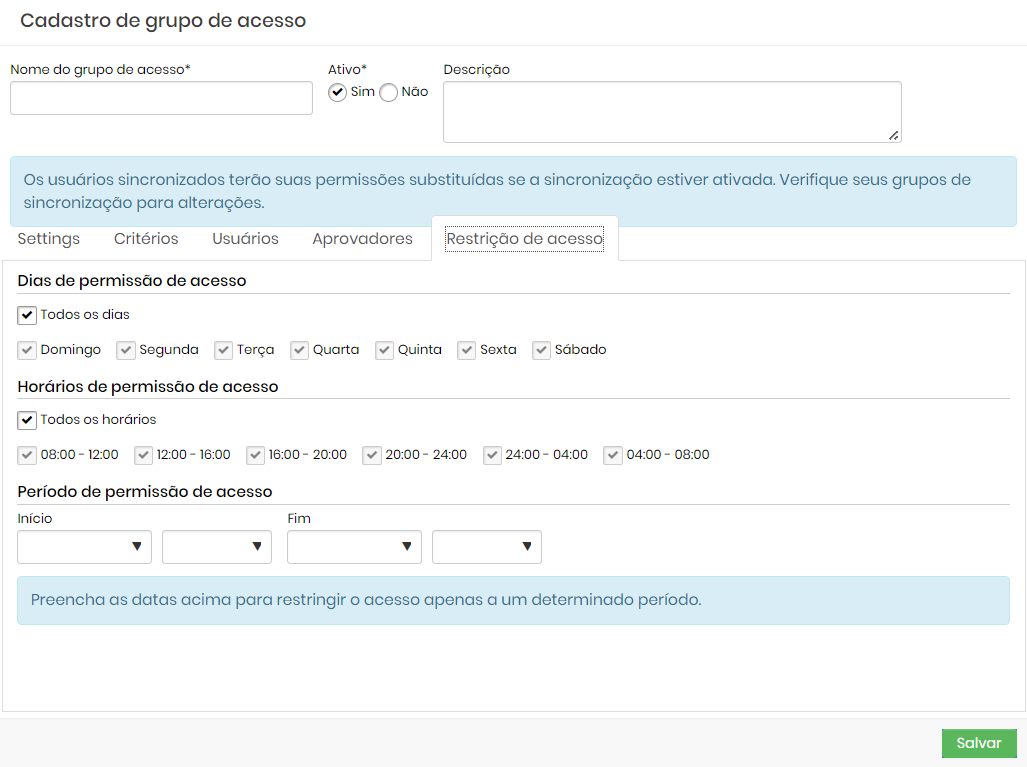 Cadastro de grupo de acesso
Nome do grupo de acesso* Ativo* Descrição
Sim Não
Os usuários sincronizados terão suas permissões substituídas se a sincronização estiver ativada. Verifique seus grupos de
sincronização para alterações.
Settings Critérios Usuários Aprovadores Restrição de acesso
Dias de permissão de acesso
Todos os dias
Domingo Segunda Terça Quarta Quinta Sexta Sábado
Horários de permissão de acesso
Todos os horários
08:00 - 12:00 12:00 - 16:00 16:00 - 20:00 20:00 - 24:00 24:00 - 04:00 04:00 - 08:00
Período de permissão de acesso
Início Fim
Preencha as datas acima para restringir o acesso apenas a um determinado período.
Salvar